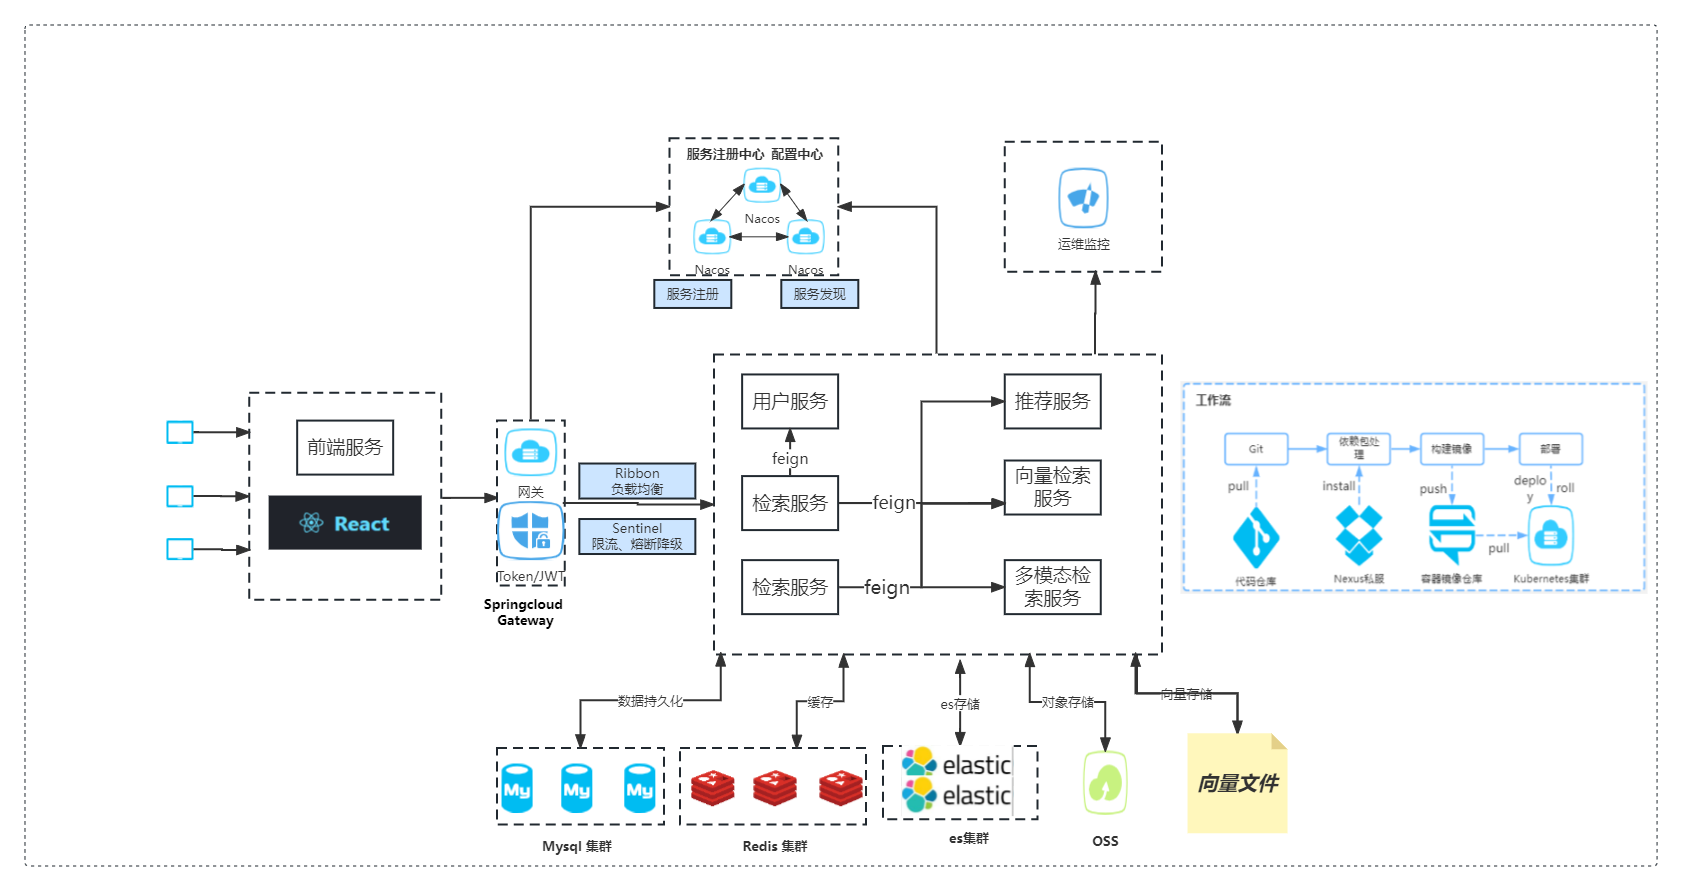 服务注册中心 配置中心
Nacos
Nacos
Nacos
服务注册
服务发现
运维监控
前端服务
React
网关
Token/JWT
Springcloud
Gateway
Ribbon
负载均衡
Sentinel
限流、熔断降级
用户服务
feign
检索服务
feign
检索服务
feign
推荐服务
向量检索
服务
多模态检
索服务
工作流
Git
依赖包处
理
构建镜像
部署
pull
install
push
deplo
y
roll
pull
代码仓库
Nexus私服
容器镜像仓库
Kubernetes集群
数据持久化
缓存
es存储
对象存储
向量存储
My
My
My
elastic
elastic
向量文件
Mysql 集群
Redis 集群
es集群
OSS